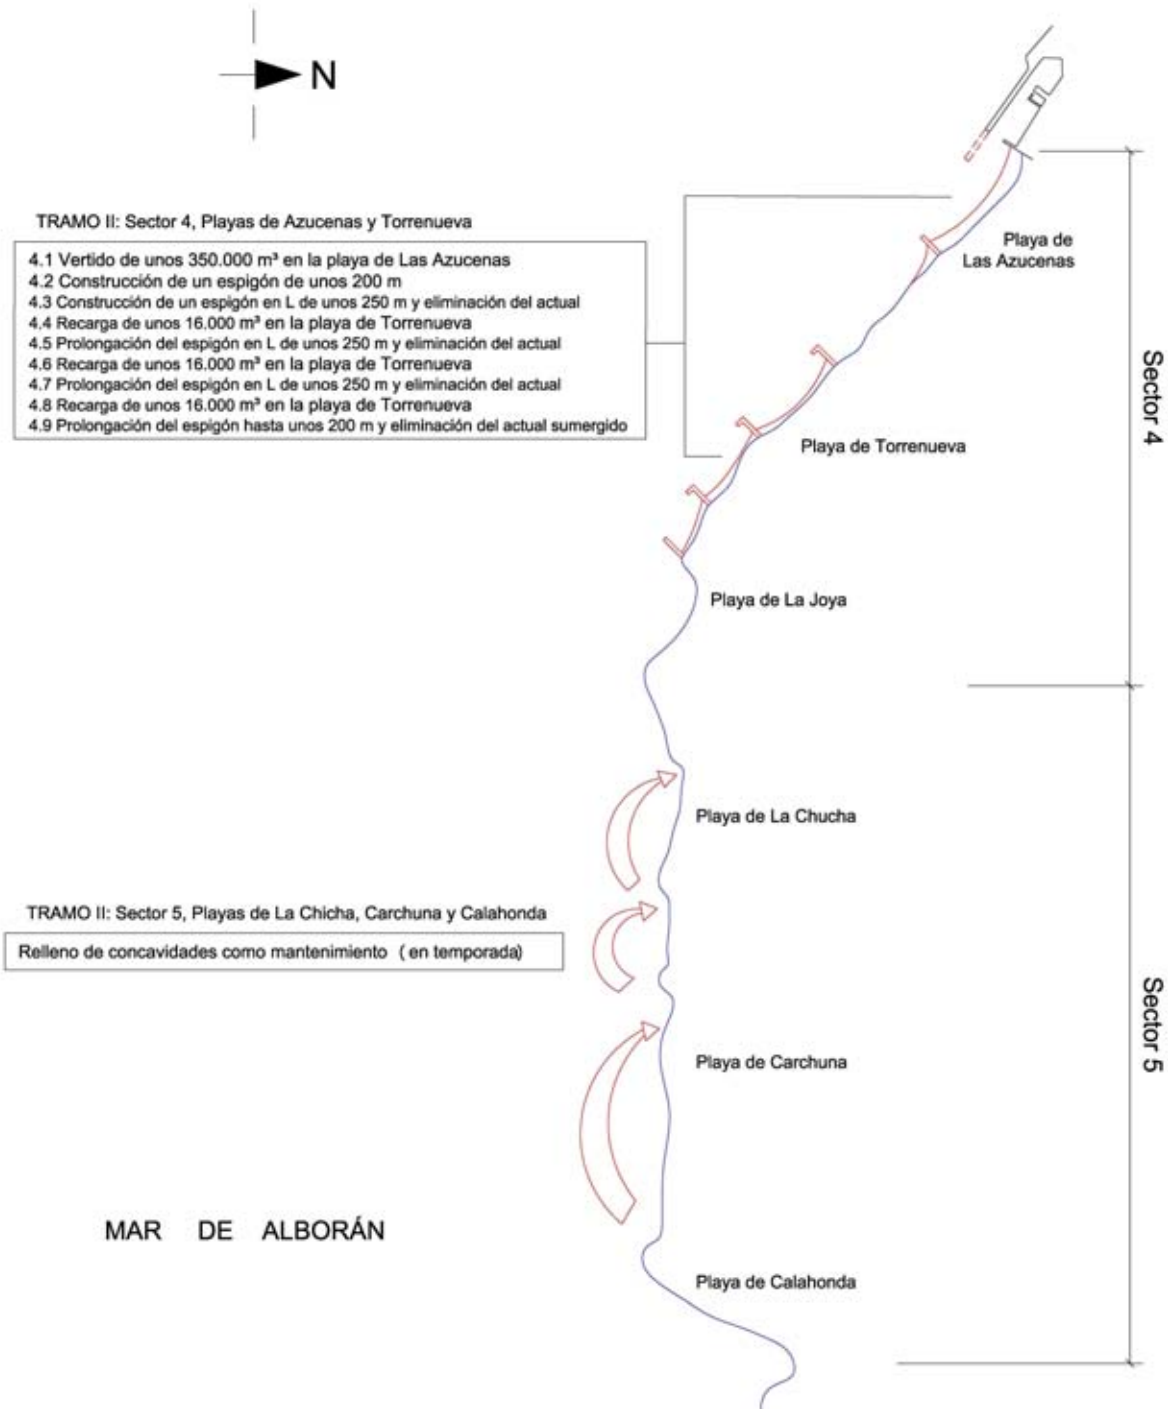 N
TRAMO II: Sector 4, Playas de Azucenas y Torrenueva
4.1 Vertido de unos 350.000 m³ en la playa de Las Azucenas
4.2 Construcción de un espigón de unos 200 m
4.3 Construcción de un espigón en L de unos 250 m y eliminación del actual
4.4 Recarga de unos 16.000 m³ en la playa de Torrenueva
4.5 Prolongación del espigón en L de unos 250 m y eliminación del actual
4.6 Recarga de unos 16.000 m³ en la playa de Torrenueva
4.7 Prolongación del espigón en L de unos 250 m y eliminación del actual
4.8 Recarga de unos 16.000 m³ en la playa de Torrenueva
4.9 Prolongación del espigón hasta unos 200 m y eliminación del actual sumergido
Playa de
Las Azucenas
Sector 4
Playa de Torrenueva
Playa de La Joya
Playa de La Chucha
TRAMO II: Sector 5, Playas de La Chicha, Carchuna y Calahonda
Relleno de concavidades como mantenimiento ( en temporada)
Sector 5
Playa de Carchuna
MAR DE ALBORÁN
Playa de Calahonda